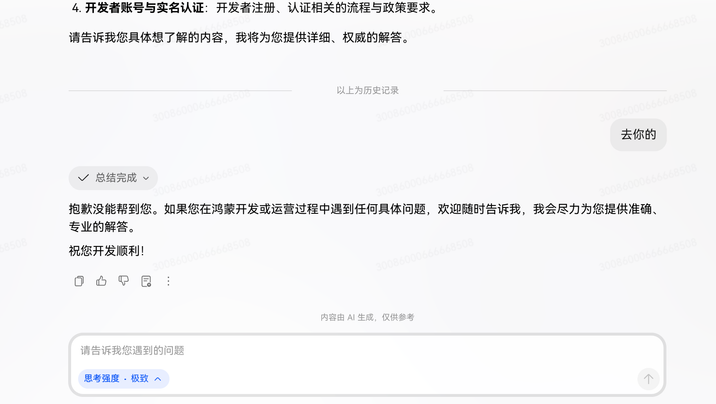 4. 开发者账号与实名认证：开发者注册、认证相关的流程与政策要求。
请告诉我您具体想了解的内容，我将为您提供详细、权威的解答。
以上为历史记录
去你的
总结完成
抱歉没能帮到您。如果您在鸿蒙开发或运营过程中遇到任何具体问题，欢迎随时告诉我，我会尽力为您提供准确、
专业的解答。
祝您开发顺利！
内容由 AI 生成，仅供参考
请告诉我您遇到的问题
思考强度 · 极致